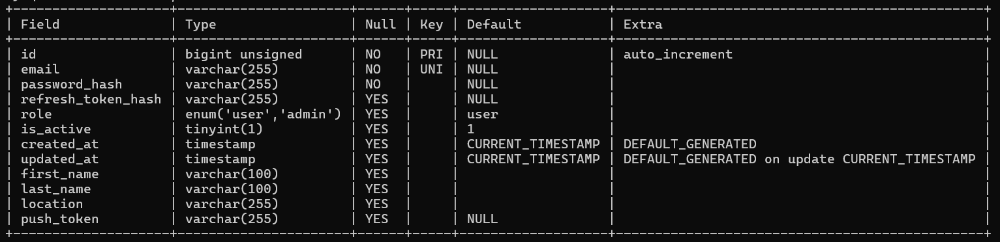 +--------------------+----------------------+------+-----+-------------------+-----------------------------------------------+
| Field              | Type                 | Null | Key | Default           | Extra                                         |
+--------------------+----------------------+------+-----+-------------------+-----------------------------------------------+
| id                 | bigint unsigned      | NO   | PRI | NULL              | auto_increment                                |
| email              | varchar(255)         | NO   | UNI | NULL              |                                               |
| password_hash      | varchar(255)         | NO   |     | NULL              |                                               |
| refresh_token_hash | varchar(255)         | YES  |     | NULL              |                                               |
| role               | enum('user','admin') | YES  |     | user              |                                               |
| is_active          | tinyint(1)           | YES  |     | 1                 |                                               |
| created_at         | timestamp            | YES  |     | CURRENT_TIMESTAMP | DEFAULT_GENERATED                             |
| updated_at         | timestamp            | YES  |     | CURRENT_TIMESTAMP | DEFAULT_GENERATED on update CURRENT_TIMESTAMP |
| first_name         | varchar(100)         | YES  |     |                   |                                               |
| last_name          | varchar(100)         | YES  |     |                   |                                               |
| location           | varchar(255)         | YES  |     |                   |                                               |
| push_token         | varchar(255)         | YES  |     | NULL              |                                               |
+--------------------+----------------------+------+-----+-------------------+-----------------------------------------------+